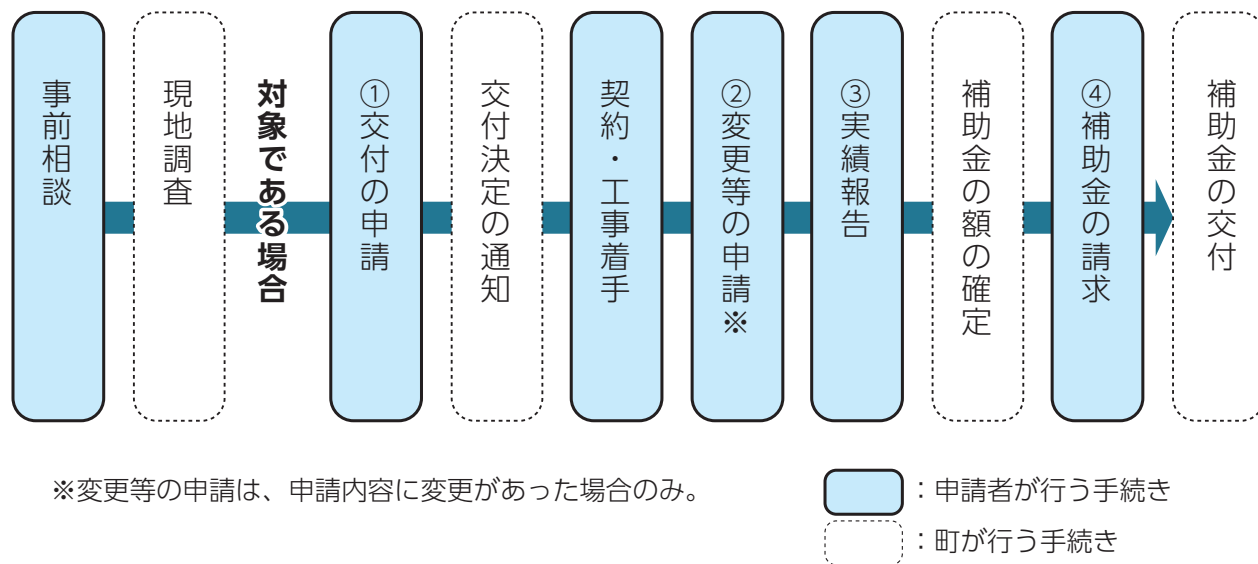 事前相談
現地調査
対象である場合
①交付の申請
交付決定の通知
契約・工事着手
②変更等の申請※
③実績報告
補助金の額の確定
④補助金の請求
補助金の交付
※変更等の申請は、申請内容に変更があった場合のみ。
：申請者が行う手続き
：町が行う手続き